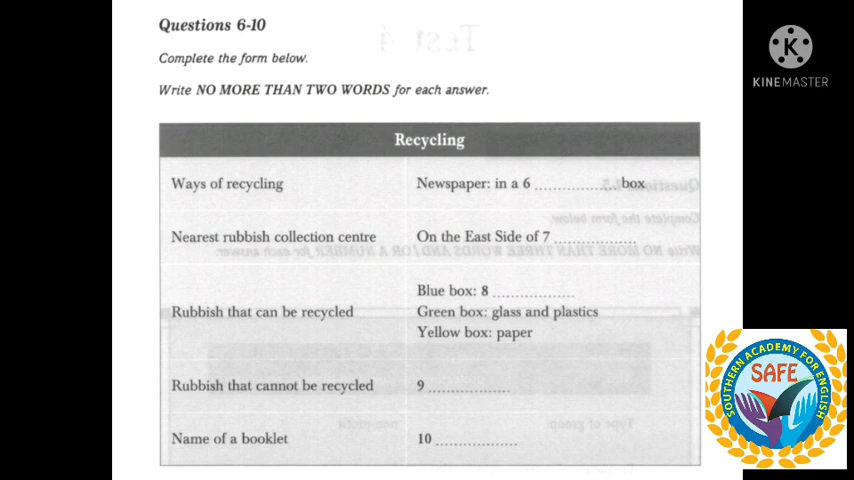 Questions 6-10
Complete the form below.
Write NO MORE THAN TWO WORDS for each answer.
Recycling
Ways of recycling
Newspaper: in a 6 ................... box
Nearest rubbish collection centre
On the East Side of 7 ..................
Rubbish that can be recycled
Blue box: 8 ..................
Green box: glass and plastics
Yellow box: paper
Rubbish that cannot be recycled
9 ..................
Name of a booklet
10 ..................
K
KINEMASTER
SOUTHERN ACADEMY FOR ENGLISH
SAFE